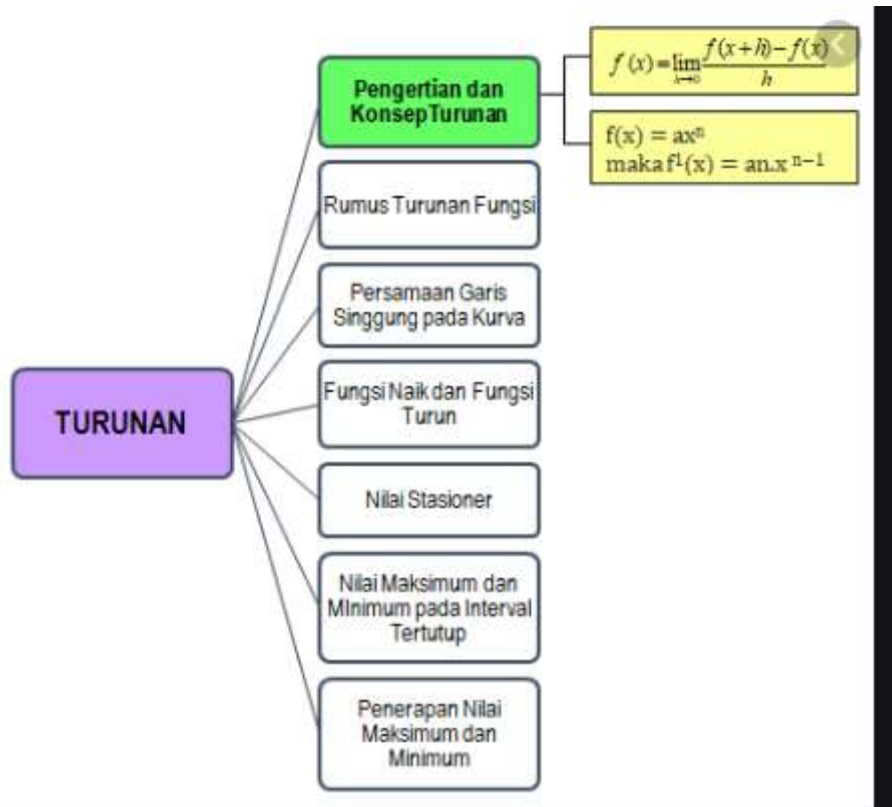 TURUNAN
Pengertian dan
KonsepTurunan
f (x)=lim f(x+h)−f(x)
h→0 h
f(x) = axⁿ
maka f¹(x) = an.x ⁿ⁻¹
Rumus Turunan Fungsi
Persamaan Garis
Singgung pada Kurva
Fungsi Naik dan Fungsi
Turun
Nilai Stasioner
Nilai Maksimum dan
MInimum pada Interval
Tertutup
Penerapan Nilai
Maksimum dan
Minimum